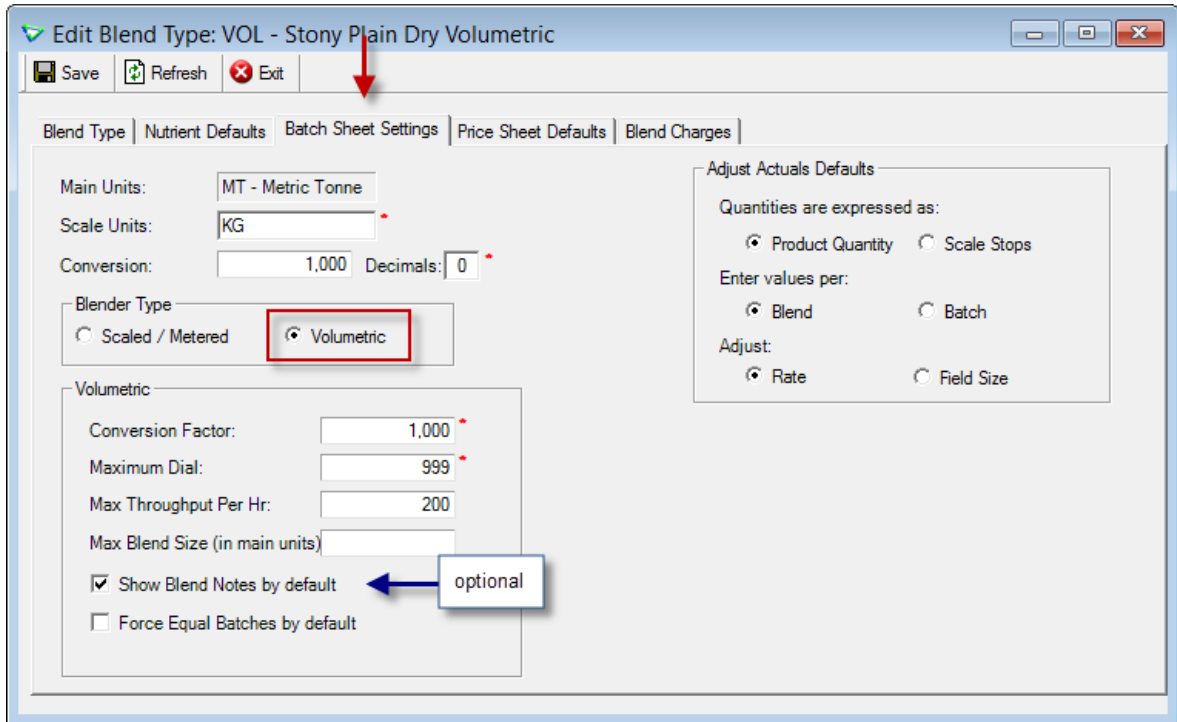 Edit Blend Type: VOL - Stony Plain Dry Volumetric
Save Refresh Exit
Blend Type Nutrient Defaults Batch Sheet Settings Price Sheet Defaults Blend Charges
Main Units: MT - Metric Tonne
Scale Units: KG *
Conversion: 1,000 Decimals: 0 *
Blender Type
Scaled / Metered Volumetric
Volumetric
Conversion Factor: 1,000 *
Maximum Dial: 999 *
Max Throughput Per Hr: 200
Max Blend Size (in main units)
Show Blend Notes by default
optional
Force Equal Batches by default
Adjust Actuals Defaults
Quantities are expressed as:
Product Quantity Scale Stops
Enter values per:
Blend Batch
Adjust:
Rate Field Size